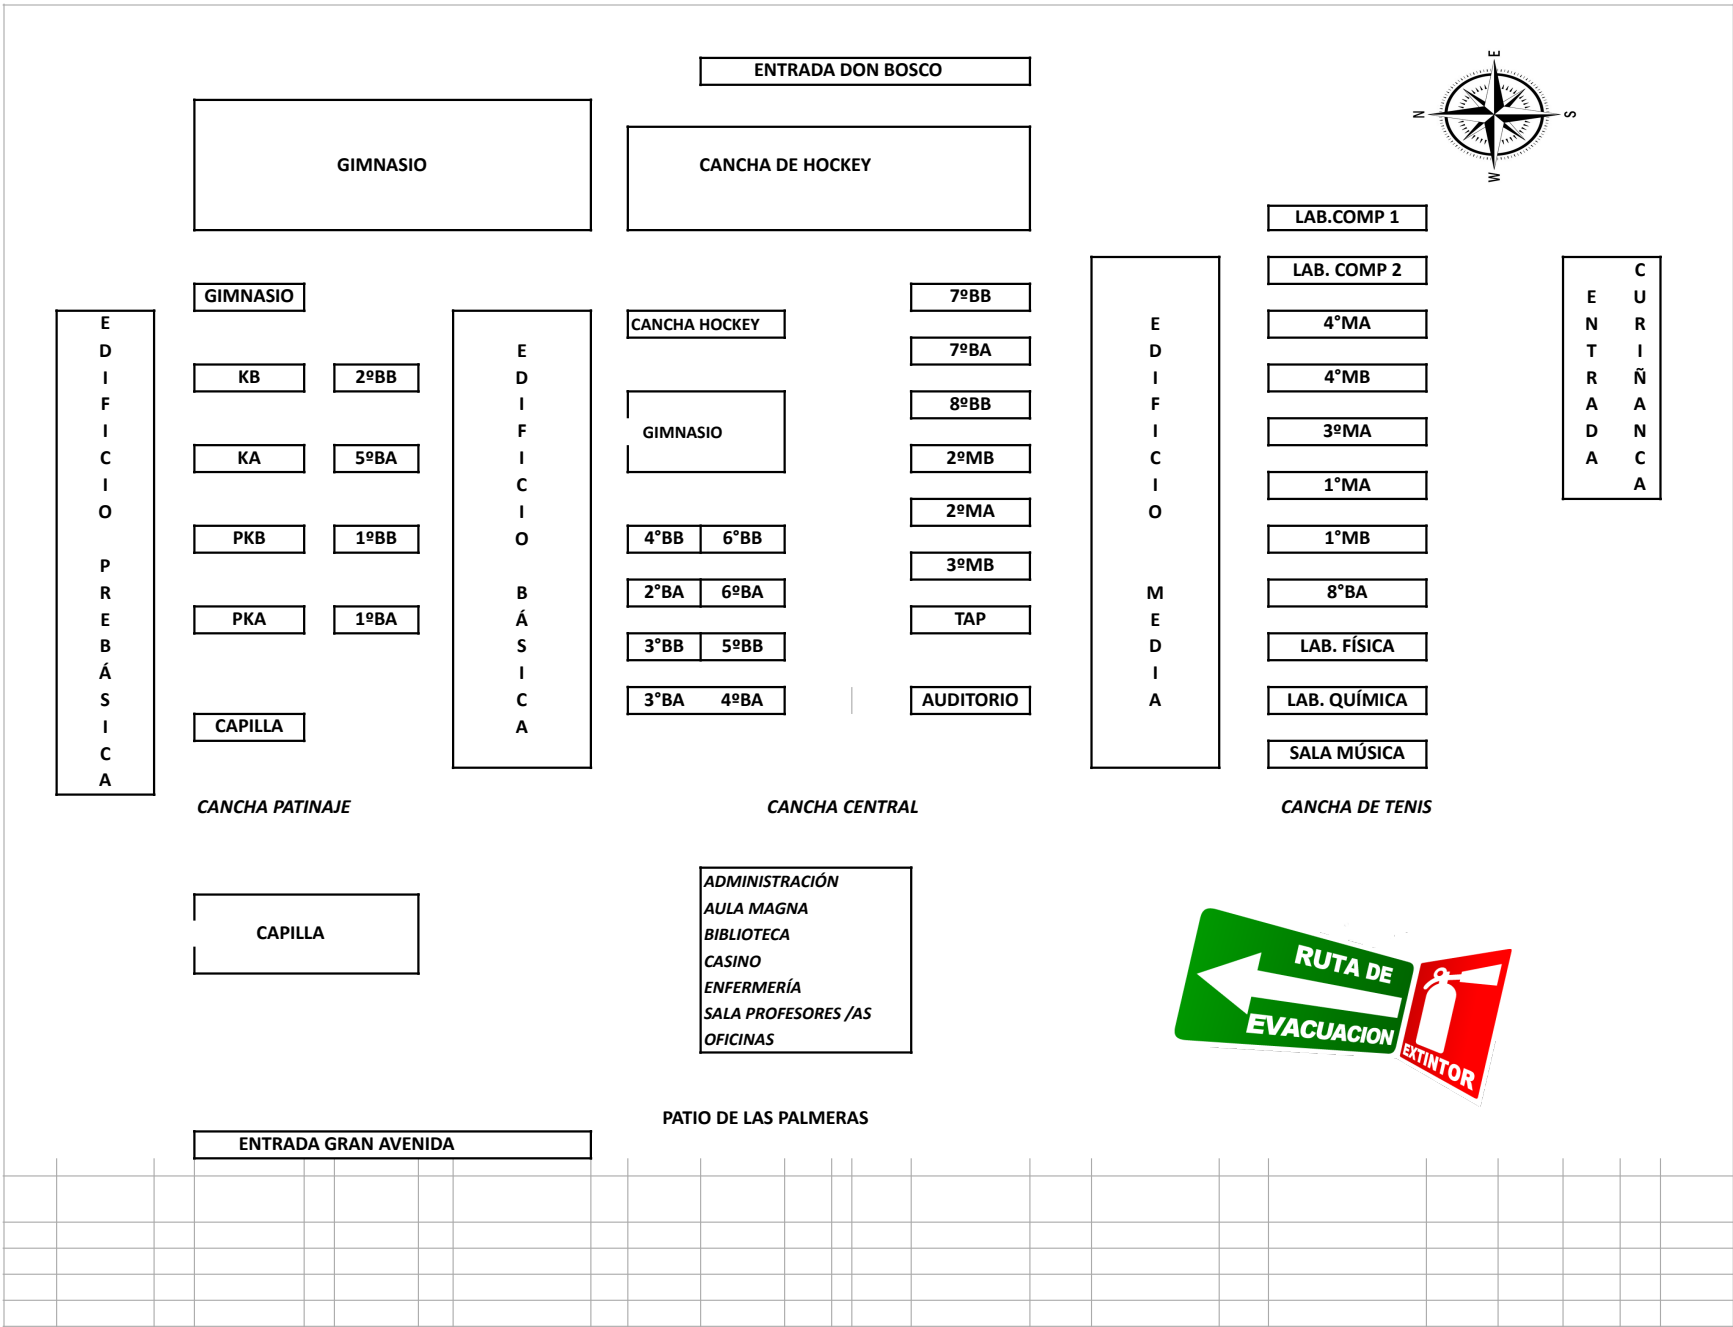 E
ENTRADA DON BOSCO
N
S
W
GIMNASIO
CANCHA DE HOCKEY
LAB.COMP 1
LAB. COMP 2
GIMNASIO
7ºBB
CANCHA HOCKEY
4°MA
7ºBA
KB
2ºBB
4°MB
8ºBB
GIMNASIO
3ºMA
KA
5ºBA
2ºMB
1°MA
2ºMA
PKB
1ºBB
4°BB
6°BB
1°MB
3ºMB
2°BA
6ºBA
8°BA
PKA
1ºBA
TAP
3°BB
5ºBB
LAB. FÍSICA
3°BA
4ºBA
AUDITORIO
LAB. QUÍMICA
CAPILLA
SALA MÚSICA
EDIFICIO PREBÁSICA
EDIFICIO BÁSICA
EDIFICIO MEDIA
ENTRADA
CURIÑANCA
CANCHA PATINAJE
CANCHA CENTRAL
CANCHA DE TENIS
CAPILLA
ADMINISTRACIÓN
AULA MAGNA
BIBLIOTECA
CASINO
ENFERMERÍA
SALA PROFESORES /AS
OFICINAS
RUTA DE
EVACUACION
EXTINTOR
PATIO DE LAS PALMERAS
ENTRADA GRAN AVENIDA